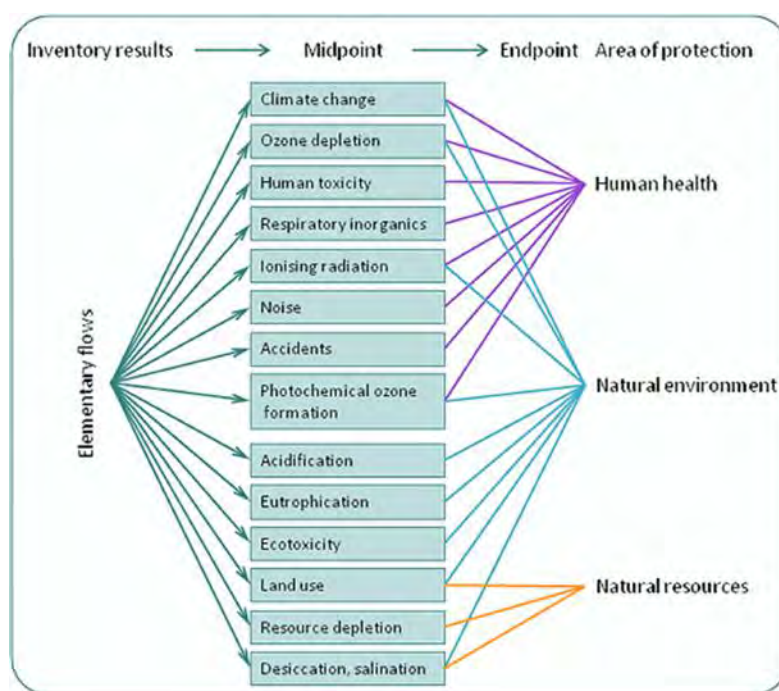 Inventory results Midpoint Endpoint Area of protection
Climate change
Ozone depletion
Human toxicity
Respiratory inorganics
Ionising radiation
Noise
Accidents
Photochemical ozone
formation
Acidification
Eutrophication
Ecotoxicity
Land use
Resource depletion
Desiccation, salination
Elementary flows
Human health
Natural environment
Natural resources